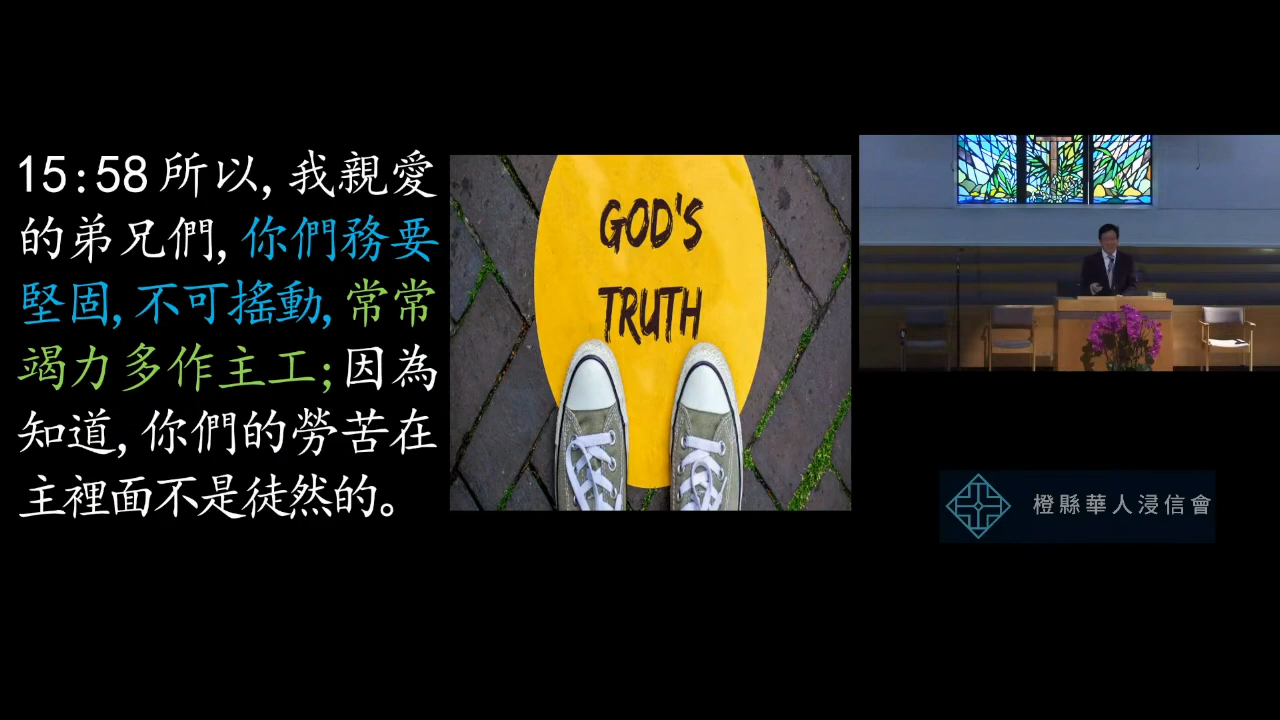 15:58 所以, 我親愛
的弟兄們, 你們務要
堅固, 不可搖動, 常常
竭力多作主工; 因為
知道, 你們的勞苦在
主裡面不是徒然的。
GOD'S
TRUTH
橙縣華人浸信會